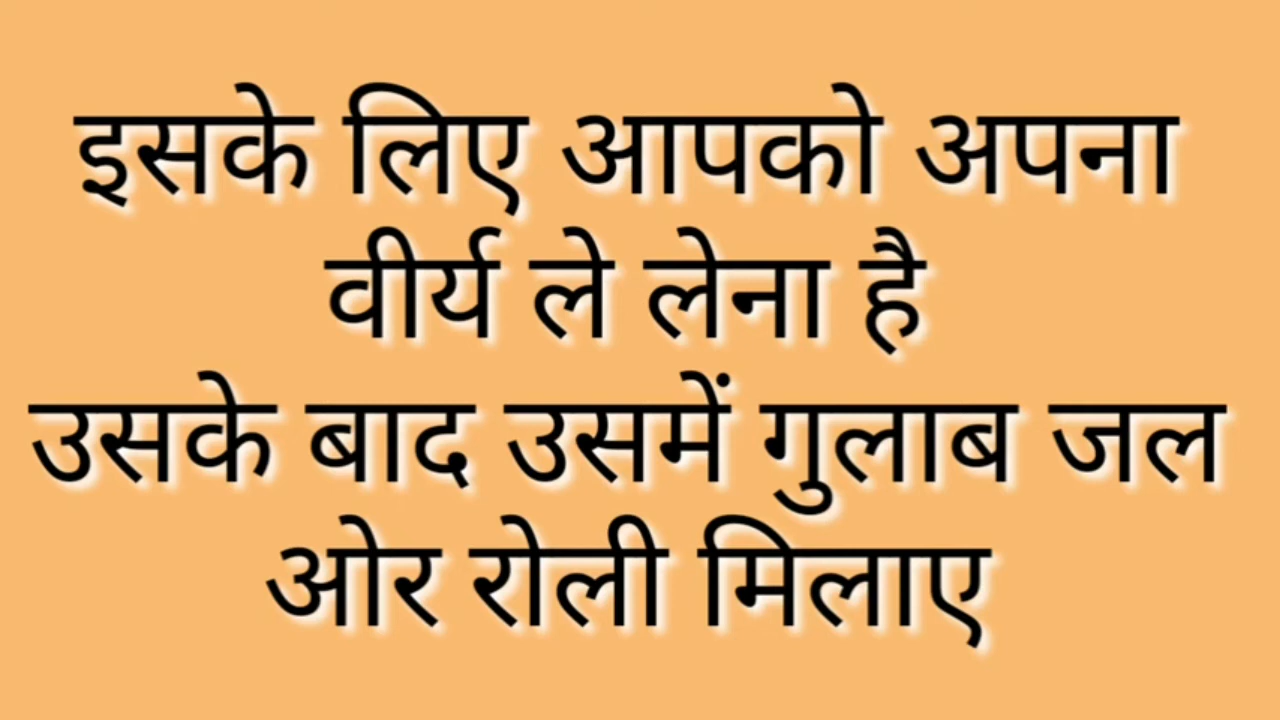 इसके लिए आपको अपना
वीर्य ले लेना है
उसके बाद उसमें गुलाब जल
ओर रोली मिलाए